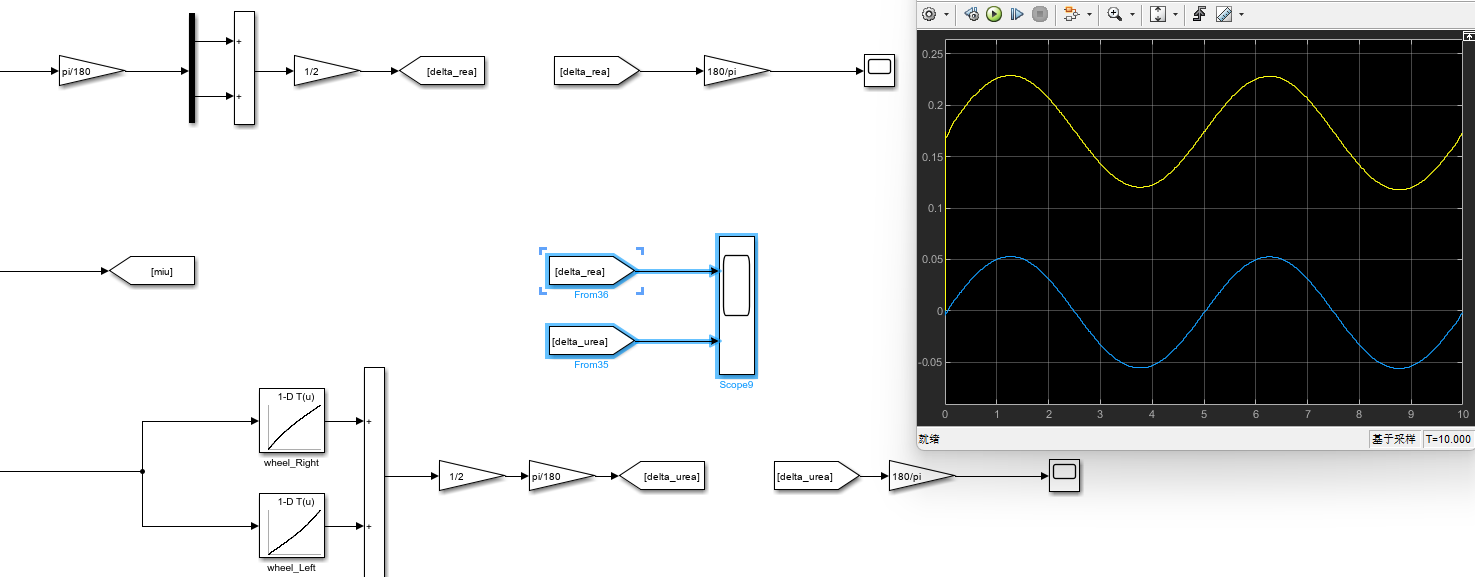 pi/180
+
+
1/2
[delta_rea]
[delta_rea]
180/pi
[miu]
[delta_rea]
From36
[delta_urea]
From35
Scope9
1-D T(u)
wheel_Right
1-D T(u)
wheel_Left
+
+
1/2
pi/180
[delta_urea]
[delta_urea]
180/pi
0.25
0.2
0.15
0.1
0.05
0
-0.05
0 1 2 3 4 5 6 7 8 9 10
就绪
基于采样 T=10.000